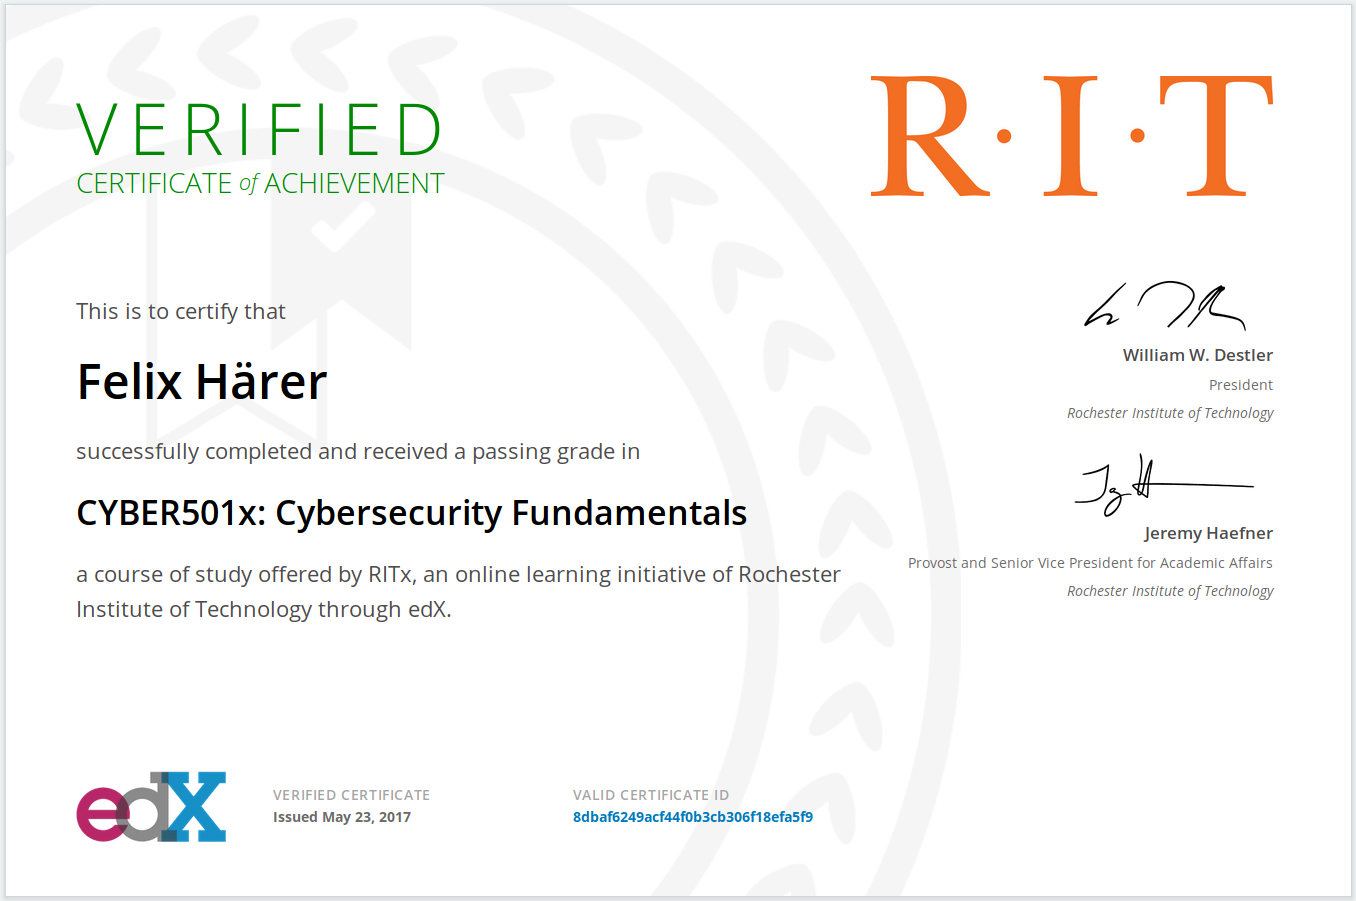 VERIFIED
CERTIFICATE of ACHIEVEMENT
R·I·T
This is to certify that
Felix Härer
successfully completed and received a passing grade in
CYBER501x: Cybersecurity Fundamentals
a course of study offered by RITx, an online learning initiative of Rochester
Institute of Technology through edX.
William W. Destler
President
Rochester Institute of Technology
Jeremy Haefner
Provost and Senior Vice President for Academic Affairs
Rochester Institute of Technology
edX
VERIFIED CERTIFICATE
Issued May 23, 2017
VALID CERTIFICATE ID
8dbaf6249acf44f0b3cb306f18efa5f9